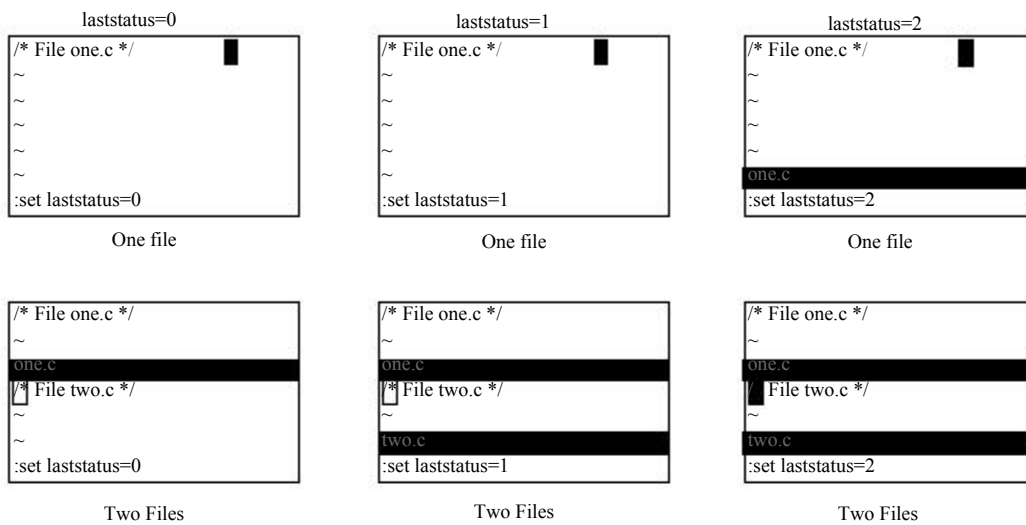 laststatus=0
/* File one.c */
~
~
~
~
~
:set laststatus=0
One file
laststatus=1
/* File one.c */
~
~
~
~
~
:set laststatus=1
One file
laststatus=2
/* File one.c */
~
~
~
~
one.c
:set laststatus=2
One file
/* File one.c */
~
one.c
/* File two.c */
~
~
:set laststatus=0
Two Files
/* File one.c */
~
one.c
/* File two.c */
~
two.c
:set laststatus=1
Two Files
/* File one.c */
~
one.c
/* File two.c */
~
two.c
:set laststatus=2
Two Files